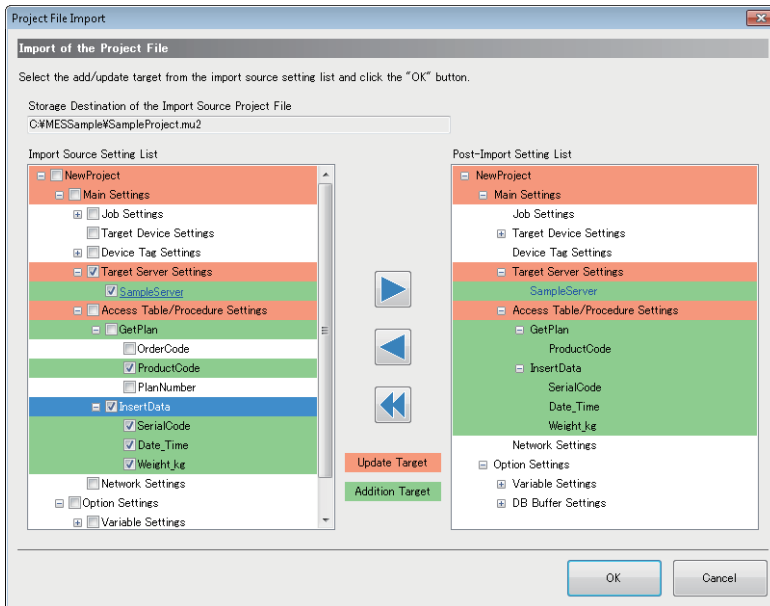 Project File Import
Import of the Project File
Select the add/update target from the import source setting list and click the "OK" button.
Storage Destination of the Import Source Project File
C:¥MESSample¥SampleProject.mu2
Import Source Setting List
NewProject
Main Settings
Job Settings
Target Device Settings
Device Tag Settings
Target Server Settings
SampleServer
Access Table/Procedure Settings
GetPlan
OrderCode
ProductCode
PlanNumber
InsertData
SerialCode
Date_Time
Weight_kg
Network Settings
Option Settings
Variable Settings
Update Target
Addition Target
Post-Import Setting List
NewProject
Main Settings
Job Settings
Target Device Settings
Device Tag Settings
Target Server Settings
SampleServer
Access Table/Procedure Settings
GetPlan
ProductCode
InsertData
SerialCode
Date_Time
Weight_kg
Network Settings
Option Settings
Variable Settings
DB Buffer Settings
OK
Cancel